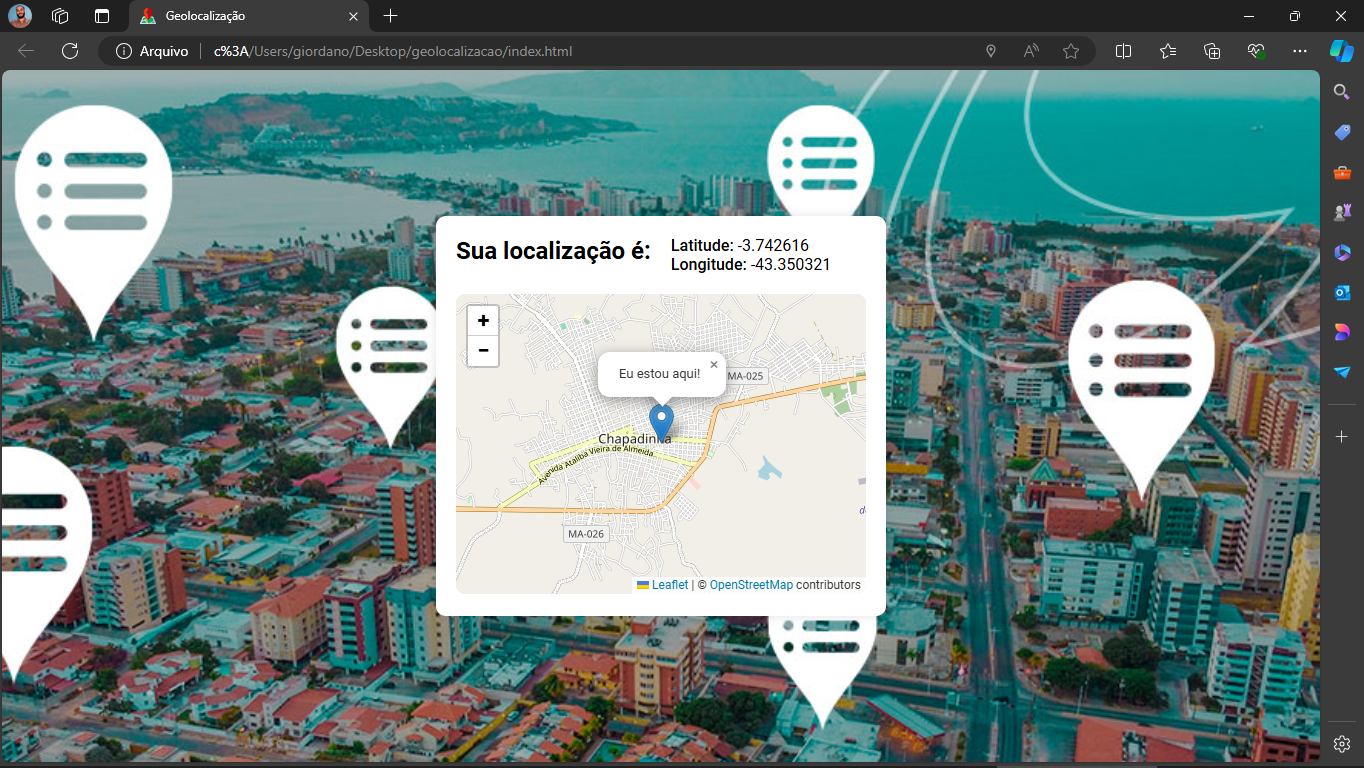 Geolocalização
Arquivo
c%3A/Users/giordano/Desktop/geolocalizacao/index.html
Sua localização é:
Latitude: -3.742616
Longitude: -43.350321
+
−
Eu estou aqui!
×
MA-025
Chapadinha
Avenida Ataliba Vieira de Almeida
MA-026
Leaflet | © OpenStreetMap contributors